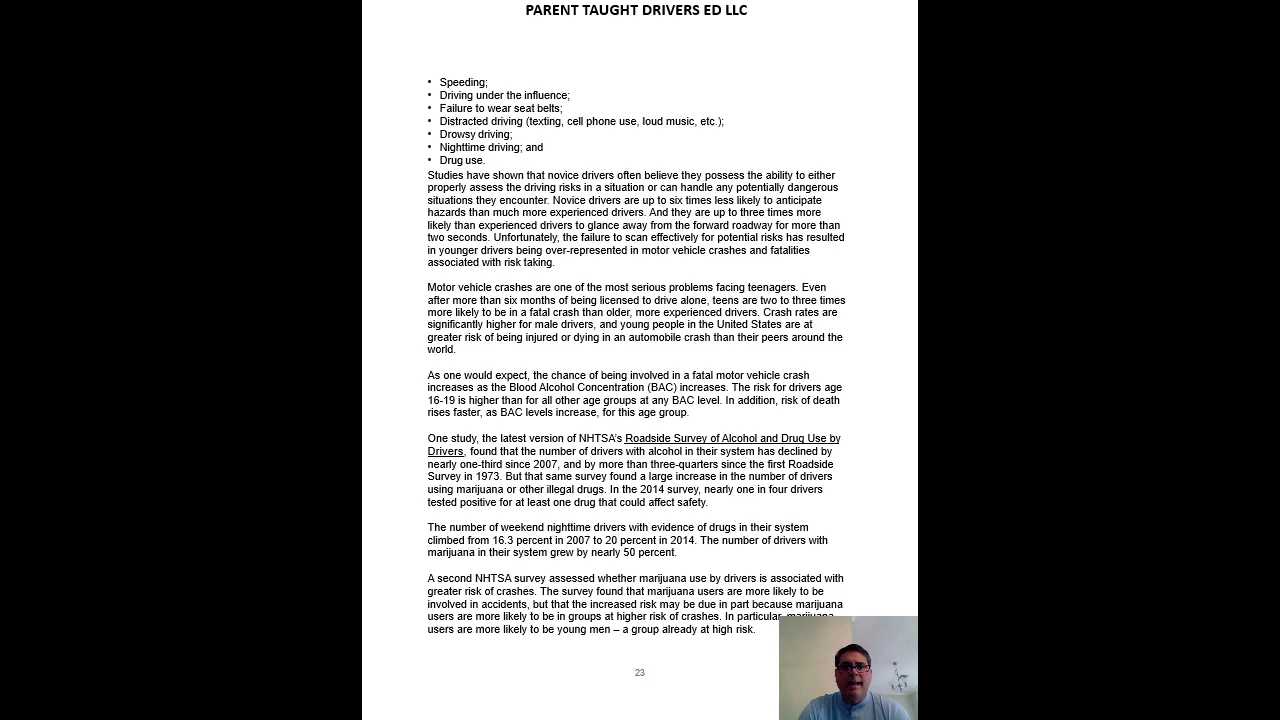 PARENT TAUGHT DRIVERS ED LLC
• Speeding;
• Driving under the influence;
• Failure to wear seat belts;
• Distracted driving (texting, cell phone use, loud music, etc.);
• Drowsy driving;
• Nighttime driving; and
• Drug use.
Studies have shown that novice drivers often believe they possess the ability to either
properly assess the driving risks in a situation or can handle any potentially dangerous
situations they encounter. Novice drivers are up to six times less likely to anticipate
hazards than much more experienced drivers. And they are up to three times more
likely than experienced drivers to glance away from the forward roadway for more than
two seconds. Unfortunately, the failure to scan effectively for potential risks has resulted
in younger drivers being over-represented in motor vehicle crashes and fatalities
associated with risk taking.
Motor vehicle crashes are one of the most serious problems facing teenagers. Even
after more than six months of being licensed to drive alone, teens are two to three times
more likely to be in a fatal crash than older, more experienced drivers. Crash rates are
significantly higher for male drivers, and young people in the United States are at
greater risk of being injured or dying in an automobile crash than their peers around the
world.
As one would expect, the chance of being involved in a fatal motor vehicle crash
increases as the Blood Alcohol Concentration (BAC) increases. The risk for drivers age
16-19 is higher than for all other age groups at any BAC level. In addition, risk of death
rises faster, as BAC levels increase, for this age group.
One study, the latest version of NHTSA's Roadside Survey of Alcohol and Drug Use by
Drivers, found that the number of drivers with alcohol in their system has declined by
nearly one-third since 2007, and by more than three-quarters since the first Roadside
Survey in 1973. But that same survey found a large increase in the number of drivers
using marijuana or other illegal drugs. In the 2014 survey, nearly one in four drivers
tested positive for at least one drug that could affect safety.
The number of weekend nighttime drivers with evidence of drugs in their system
climbed from 16.3 percent in 2007 to 20 percent in 2014. The number of drivers with
marijuana in their system grew by nearly 50 percent.
A second NHTSA survey assessed whether marijuana use by drivers is associated with
greater risk of crashes. The survey found that marijuana users are more likely to be
involved in accidents, but that the increased risk may be due in part because marijuana
users are more likely to be in groups at higher risk of crashes. In particular, marijuana
users are more likely to be young men – a group already at high risk.
23